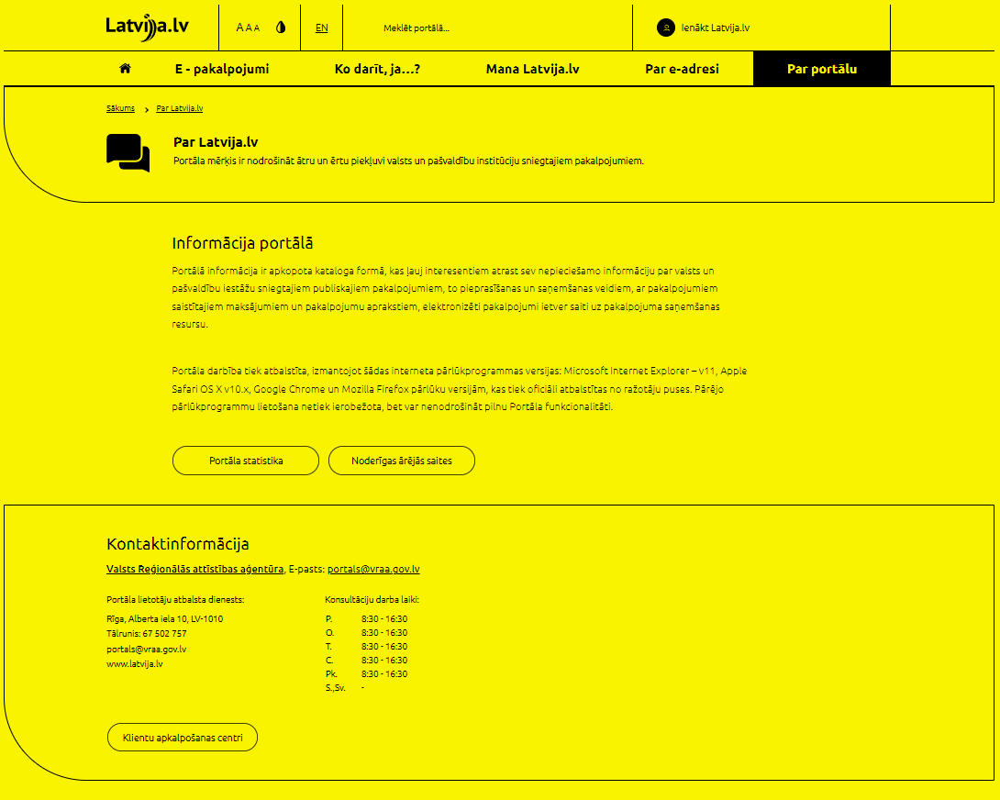 Latvija.lv
A A A
EN
Meklēt portālā...
Ienākt Latvija.lv
E - pakalpojumi
Ko darīt, ja...?
Mana Latvija.lv
Par e-adresi
Par portālu
Sākums > Par Latvija.lv
Par Latvija.lv
Portāla mērķis ir nodrošināt ātru un ērtu piekļuvi valsts un pašvaldību institūciju sniegtajiem pakalpojumiem.
Informācija portālā
Portālā informācija ir apkopota kataloga formā, kas ļauj interesentiem atrast sev nepieciešamo informāciju par valsts un
pašvaldību iestāžu sniegtajiem publiskajiem pakalpojumiem, to pieprasīšanas un saņemšanas veidiem, ar pakalpojumiem
saistītajiem maksājumiem un pakalpojumu aprakstiem, elektronizēti pakalpojumi ietver saiti uz pakalpojuma saņemšanas
resursu.
Portāla darbība tiek atbalstīta, izmantojot šādas interneta pārlūkprogrammas versijas: Microsoft Internet Explorer – v11, Apple
Safari OS X v10.x, Google Chrome un Mozilla Firefox pārlūku versijām, kas tiek oficiāli atbalstītas no ražotāju puses. Pārējo
pārlūkprogrammu lietošana netiek ierobežota, bet var nenodrošināt pilnu Portāla funkcionalitāti.
Portāla statistika
Noderīgas ārējās saites
Kontaktinformācija
Valsts Reģionālās attīstības aģentūra, E-pasts: portals@vraa.gov.lv
Portāla lietotāju atbalsta dienests:
Rīga, Alberta iela 10, LV-1010
Tālrunis: 67 502 757
portals@vraa.gov.lv
www.latvija.lv
Konsultāciju darba laiki:
P. 8:30 - 16:30
O. 8:30 - 16:30
T. 8:30 - 16:30
C. 8:30 - 16:30
Pk. 8:30 - 16:30
S.,Sv. -
Klientu apkalpošanas centri